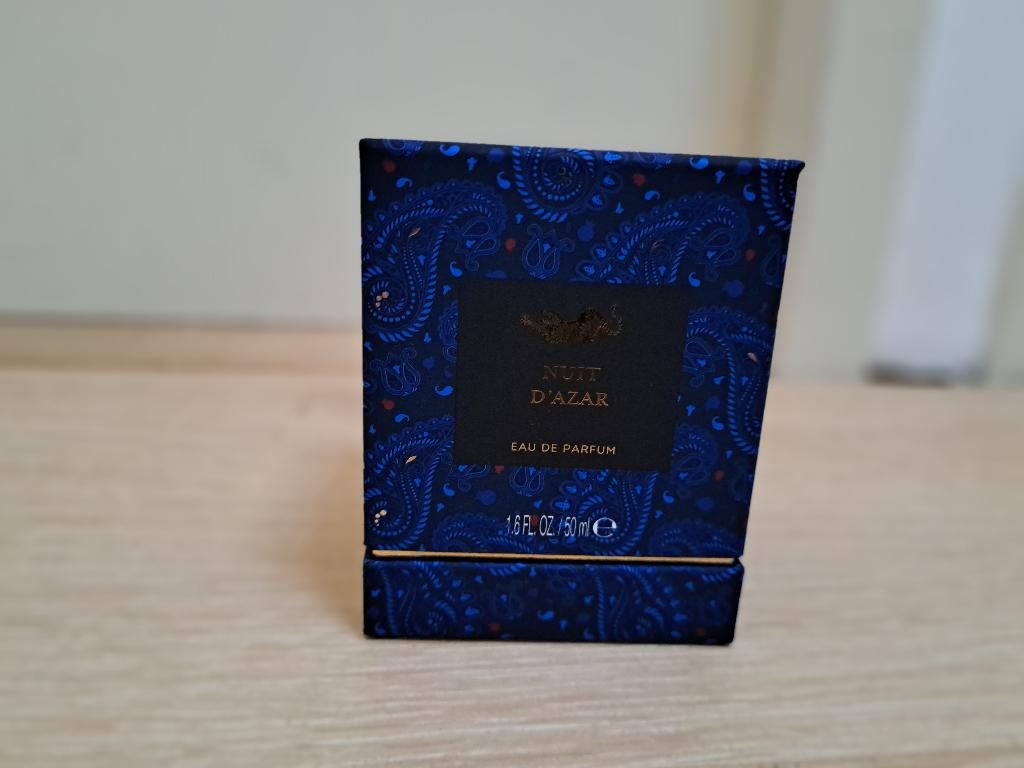 NUIT
D'AZAR
EAU DE PARFUM
1.6 FL. OZ. / 50 ml ℮